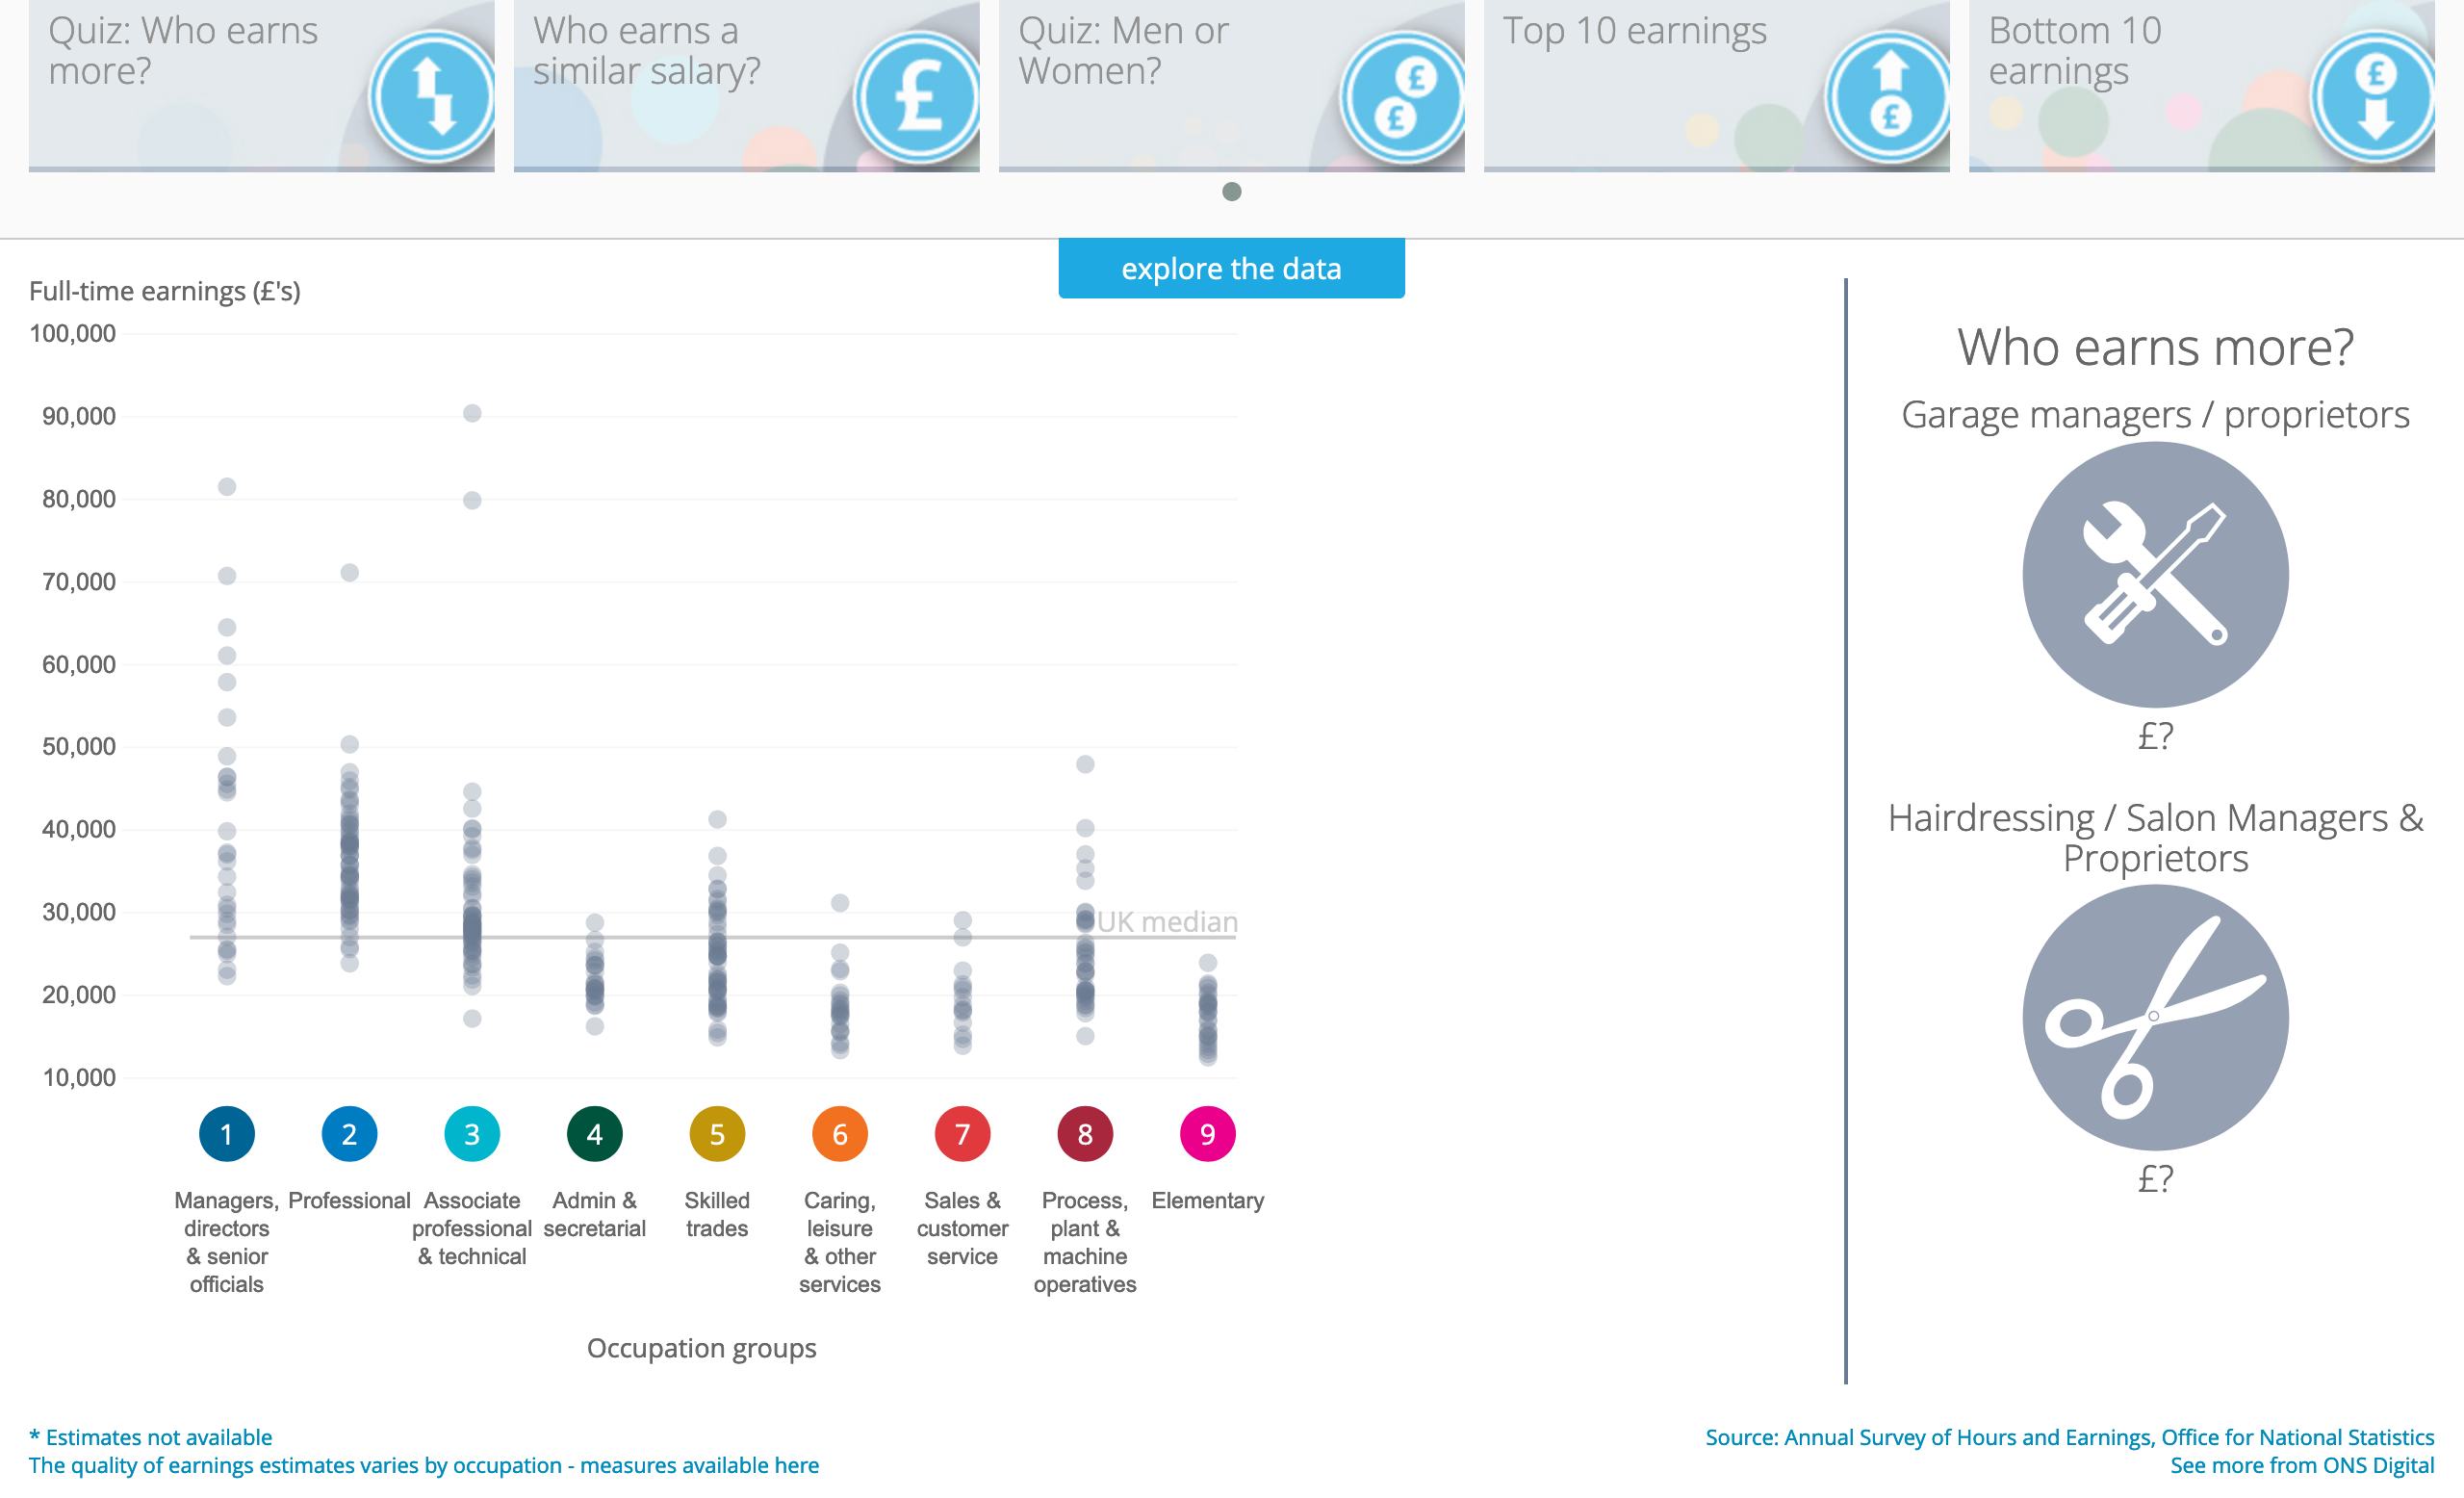 Quiz: Who earns
more?
Who earns a
similar salary?
Quiz: Men or
Women?
Top 10 earnings
Bottom 10
earnings
£
£
£
£
£
explore the data
Full-time earnings (£'s)
100,000
90,000
80,000
70,000
60,000
50,000
40,000
30,000
20,000
10,000
UK median
1
2
3
4
5
6
7
8
9
Managers,
directors
& senior
officials
Professional
Associate
professional
& technical
Admin &
secretarial
Skilled
trades
Caring,
leisure
& other
services
Sales &
customer
service
Process,
plant &
machine
operatives
Elementary
Occupation groups
Who earns more?
Garage managers / proprietors
£?
Hairdressing / Salon Managers &
Proprietors
£?
* Estimates not available
The quality of earnings estimates varies by occupation - measures available here
Source: Annual Survey of Hours and Earnings, Office for National Statistics
See more from ONS Digital